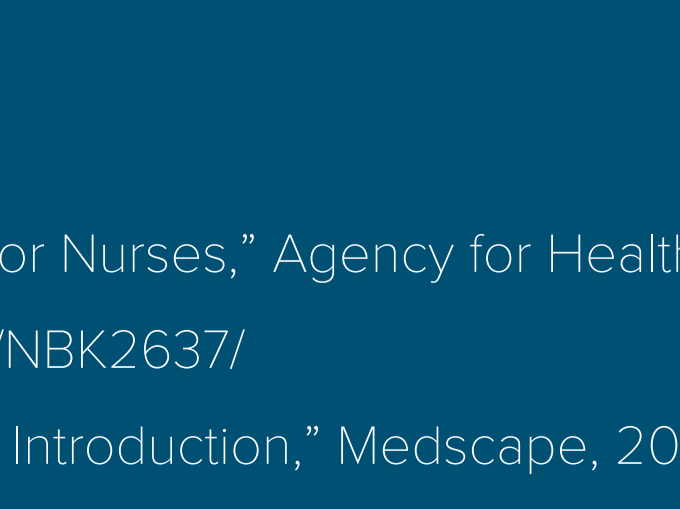 or Nurses,” Agency for Health
/NBK2637/
Introduction,” Medscape, 20